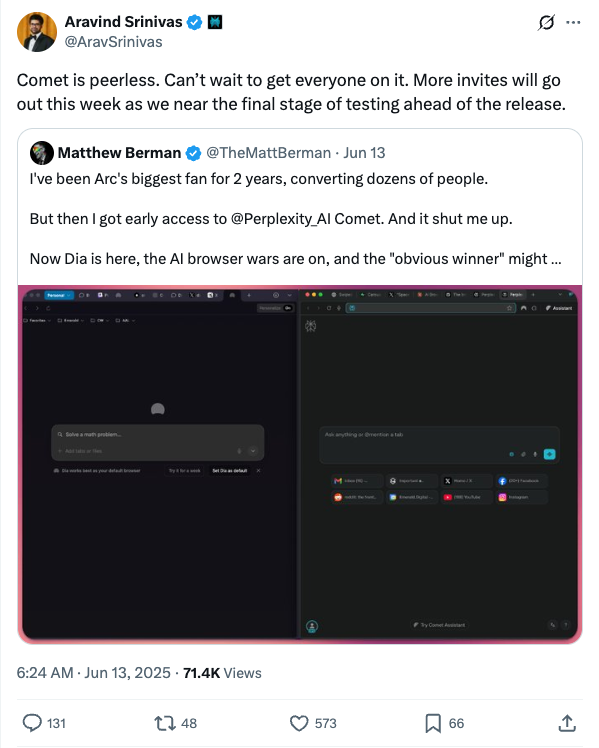 Aravind Srinivas
@AravSrinivas
Comet is peerless. Can’t wait to get everyone on it. More invites will go
out this week as we near the final stage of testing ahead of the release.
Matthew Berman @TheMattBerman · Jun 13
I've been Arc's biggest fan for 2 years, converting dozens of people.
But then I got early access to @Perplexity_AI Comet. And it shut me up.
Now Dia is here, the AI browser wars are on, and the "obvious winner" might ...
Personal
Favorites
Solve a math problem...
Add tabs or files
Dia works best as your default browser
Try it for a week
Set Dia as default
Assistant
Ask anything or @mention a tab
Home / X
Facebook
YouTube
Instagram
Try Comet Assistant
6:24 AM · Jun 13, 2025 · 71.4K Views
131
48
573
66